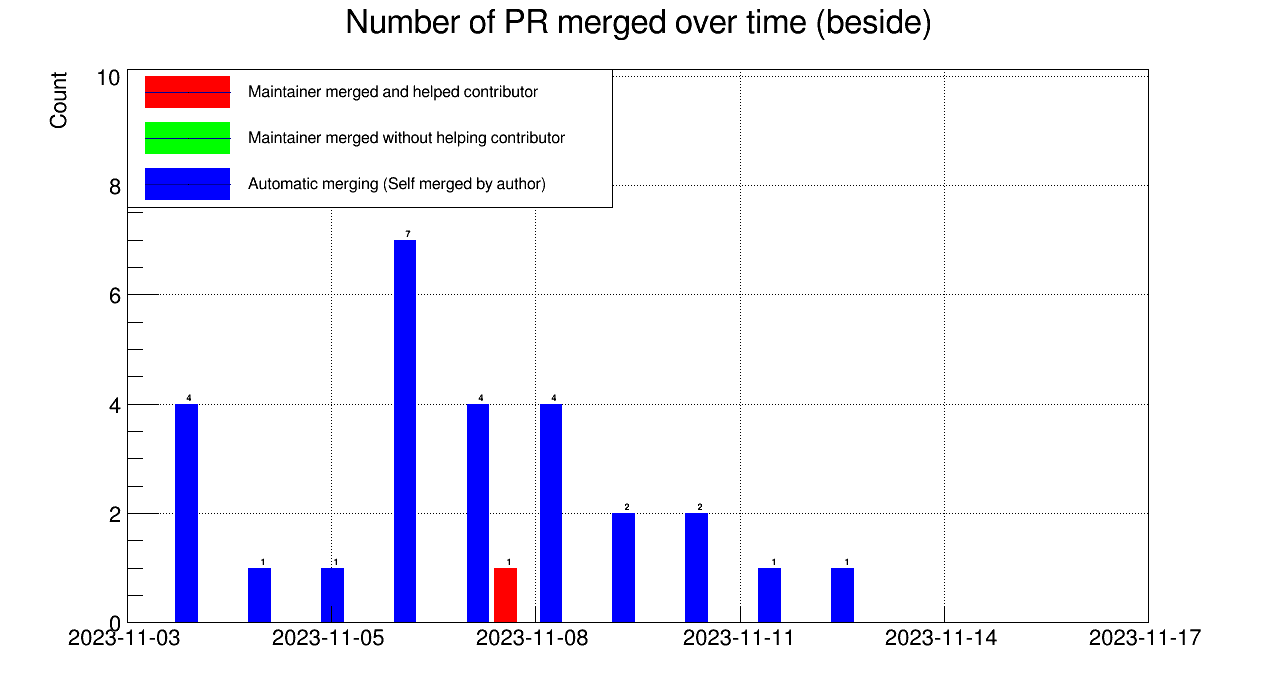 Number of PR merged over time (beside)
Count
10
Maintainer merged and helped contributor
Maintainer merged without helping contributor
8
Automatic merging (Self merged by author)
7
6
4
4 4 4
2
2 2
1 1 1 1 1
0
2023-11-03 2023-11-05 2023-11-08 2023-11-11 2023-11-14 2023-11-17